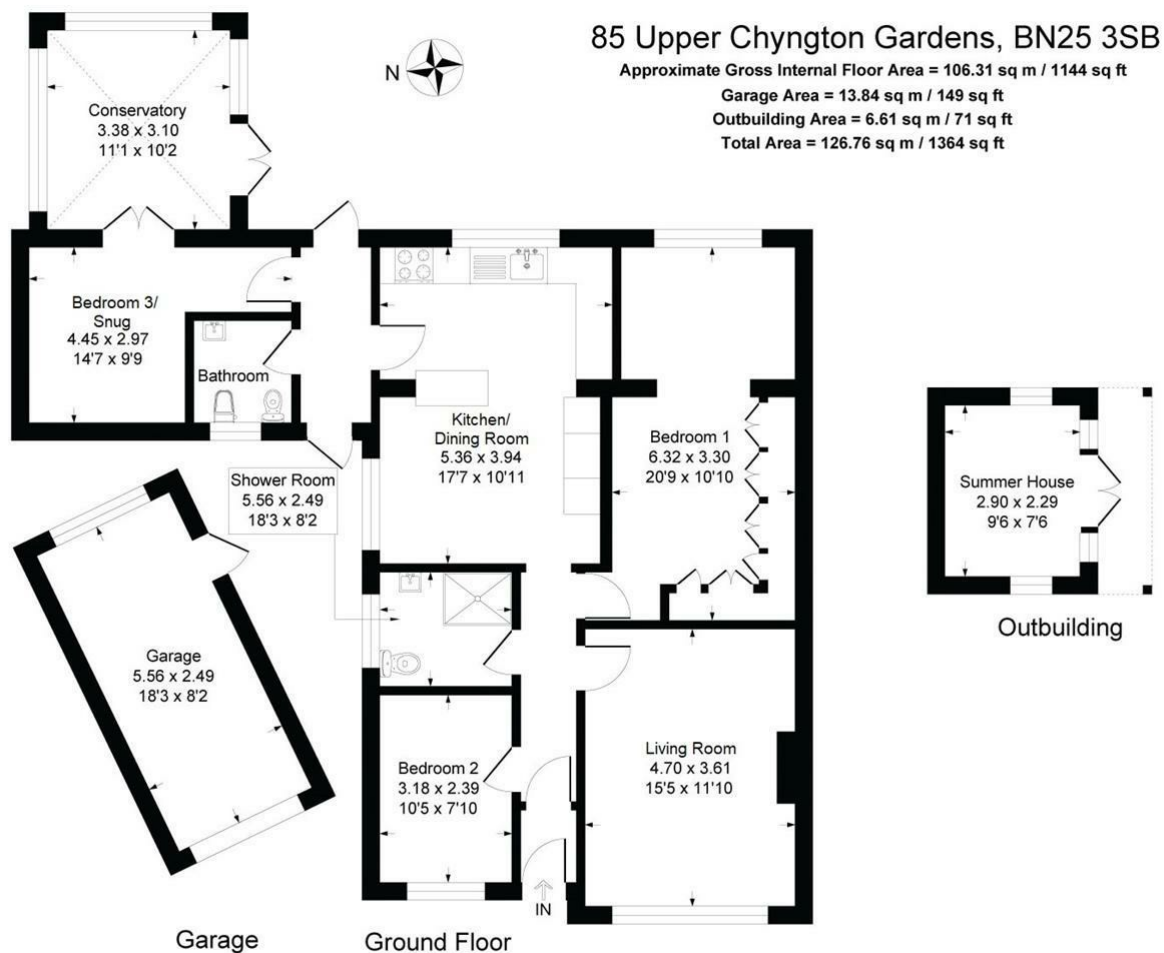 85 Upper Chyngton Gardens, BN25 3SB
Approximate Gross Internal Floor Area = 106.31 sq m / 1144 sq ft
Garage Area = 13.84 sq m / 149 sq ft
Outbuilding Area = 6.61 sq m / 71 sq ft
Total Area = 126.76 sq m / 1364 sq ft
N
Conservatory
3.38 x 3.10
11'1 x 10'2
Bedroom 3/
Snug
4.45 x 2.97
14'7 x 9'9
Bathroom
Kitchen/
Dining Room
5.36 x 3.94
17'7 x 10'11
Bedroom 1
6.32 x 3.30
20'9 x 10'10
Summer House
2.90 x 2.29
9'6 x 7'6
Outbuilding
Shower Room
5.56 x 2.49
18'3 x 8'2
Garage
5.56 x 2.49
18'3 x 8'2
Bedroom 2
3.18 x 2.39
10'5 x 7'10
Living Room
4.70 x 3.61
15'5 x 11'10
IN
Garage
Ground Floor